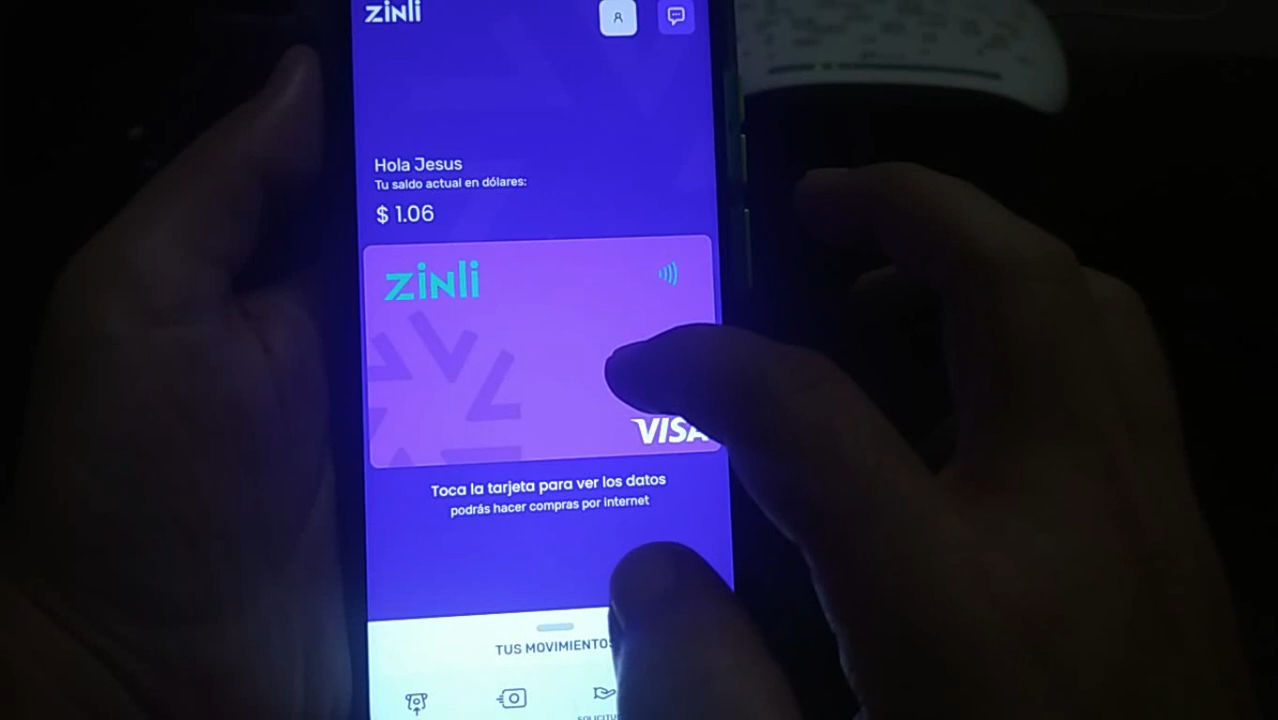 zinli
Hola Jesus
Tu saldo actual en dólares:
$ 1.06
zinli
VISA
Toca la tarjeta para ver los datos
podrás hacer compras por internet
TUS MOVIMIENTOS